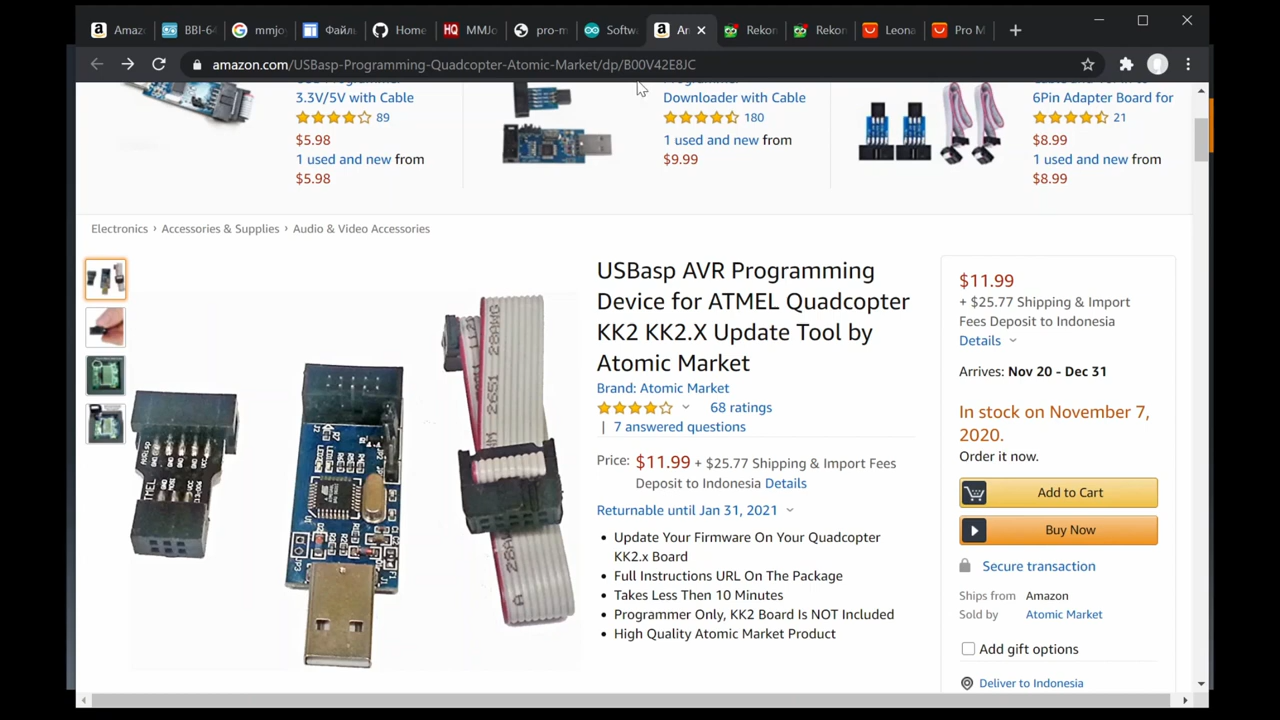 Amaz
BBI-64
mmjo
Файль
Home
MMJo
pro-m
Softw
An
Rekon
Rekon
Leona
Pro M
amazon.com/USBasp-Programming-Quadcopter-Atomic-Market/dp/B00V42E8JC
3.3V/5V with Cable
89
$5.98
1 used and new from
$5.98
Downloader with Cable
180
1 used and new from
$9.99
6Pin Adapter Board for
21
$8.99
1 used and new from
$8.99
Electronics › Accessories & Supplies › Audio & Video Accessories
USBasp AVR Programming
Device for ATMEL Quadcopter
KK2 KK2.X Update Tool by
Atomic Market
Brand: Atomic Market
68 ratings
| 7 answered questions
Price: $11.99 + $25.77 Shipping & Import Fees
Deposit to Indonesia Details
Returnable until Jan 31, 2021
• Update Your Firmware On Your Quadcopter
KK2.x Board
• Full Instructions URL On The Package
• Takes Less Then 10 Minutes
• Programmer Only, KK2 Board Is NOT Included
• High Quality Atomic Market Product
$11.99
+ $25.77 Shipping & Import
Fees Deposit to Indonesia
Details
Arrives: Nov 20 - Dec 31
In stock on November 7,
2020.
Order it now.
Add to Cart
Buy Now
Secure transaction
Ships from Amazon
Sold by Atomic Market
Add gift options
Deliver to Indonesia
ATMEL
28AWG
2651